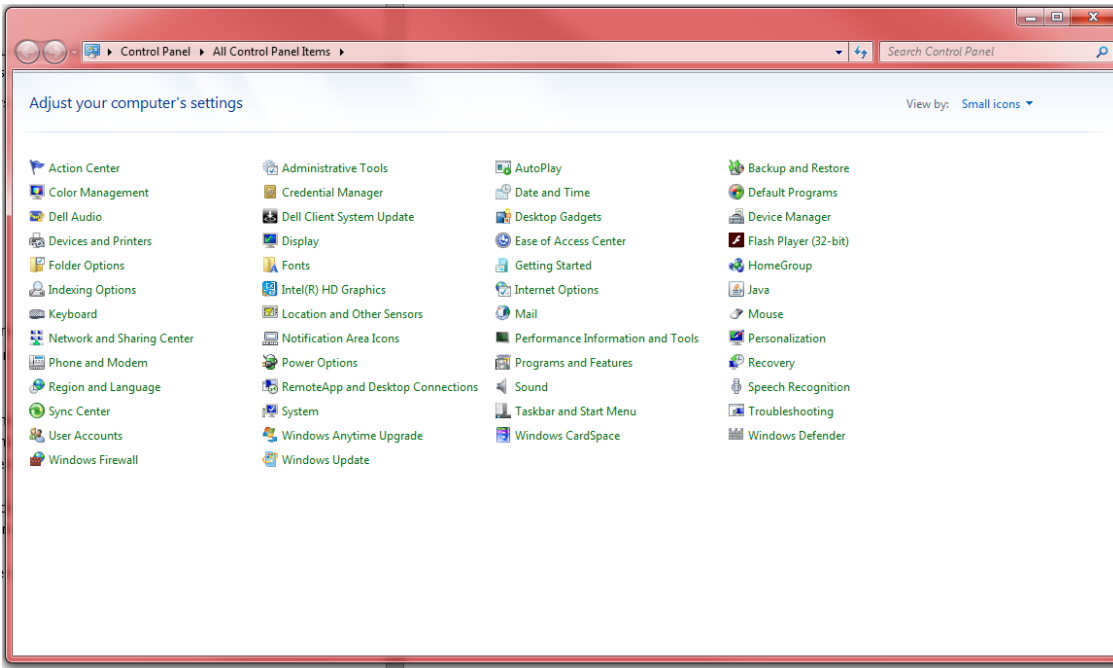 Control Panel All Control Panel Items Search Control Panel
Adjust your computer's settings View by: Small icons
Action Center Administrative Tools AutoPlay Backup and Restore
Color Management Credential Manager Date and Time Default Programs
Dell Audio Dell Client System Update Desktop Gadgets Device Manager
Devices and Printers Display Ease of Access Center Flash Player (32-bit)
Folder Options Fonts Getting Started HomeGroup
Indexing Options Intel(R) HD Graphics Internet Options Java
Keyboard Location and Other Sensors Mail Mouse
Network and Sharing Center Notification Area Icons Performance Information and Tools Personalization
Phone and Modem Power Options Programs and Features Recovery
Region and Language RemoteApp and Desktop Connections Sound Speech Recognition
Sync Center System Taskbar and Start Menu Troubleshooting
User Accounts Windows Anytime Upgrade Windows CardSpace Windows Defender
Windows Firewall Windows Update